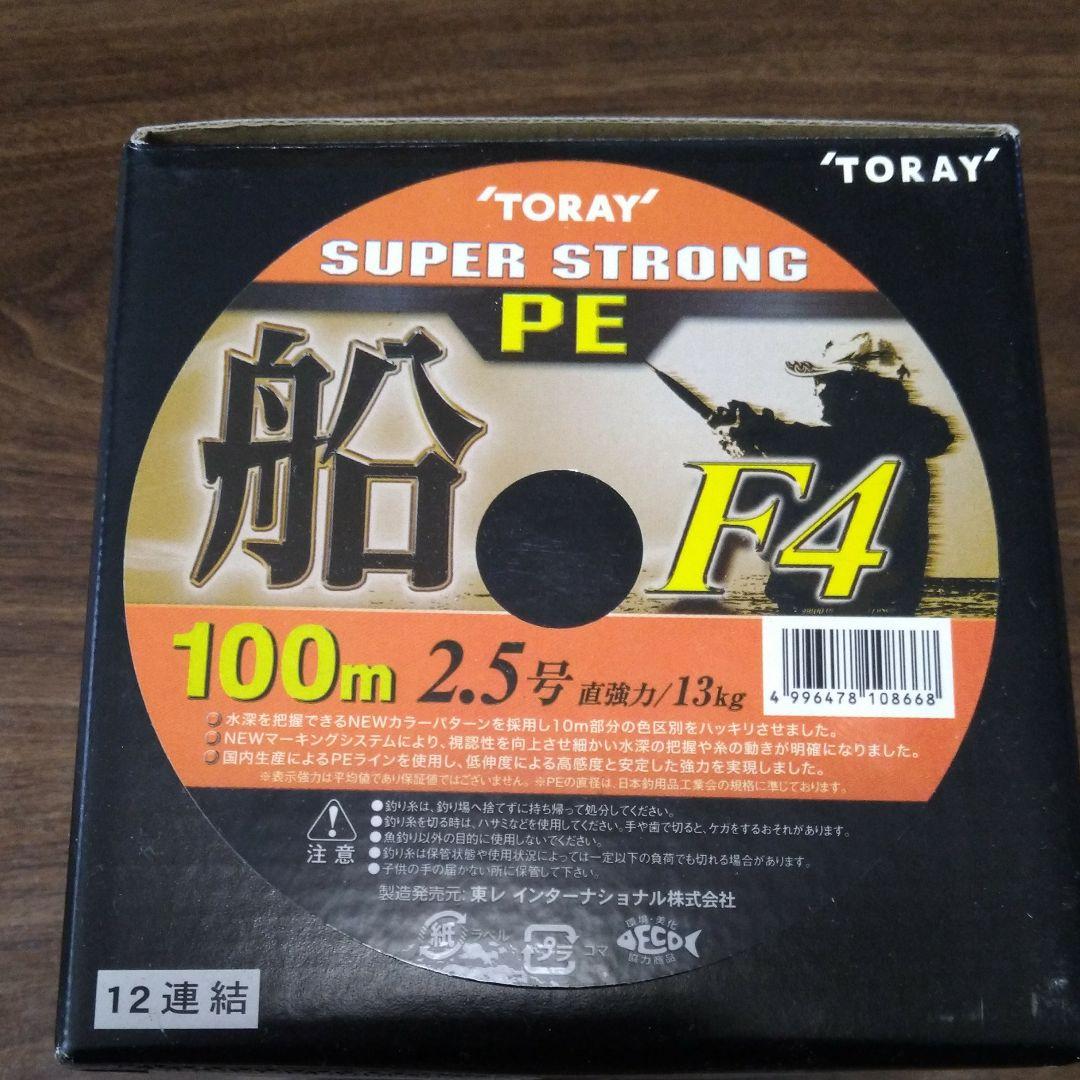 'TORAY'
'TORAY'
SUPER STRONG
PE
船
F4
100m 2.5号 直強力/13kg
4 996478 108668
水深を把握できるNEWカラーパターンを採用し10m部分の色区別をハッキリさせました。
NEWマーキングシステムにより、視認性を向上させ細かい水深の把握や糸の動きが明確になりました。
国内生産によるPEラインを使用し、低伸度による高感度と安定した強力を実現しました。
※表示強力は平均値であり保証値ではございません。 ※PEの直径は、日本釣用品工業会の規格に準じております。
注意
●釣り糸は、釣り場へ捨てずに持ち帰って処分してください。
●釣り糸を切る時は、ハサミなどを使用してください。手や歯で切ると、ケガをするおそれがあります。
●魚釣り以外の目的に使用しないでください。
●釣り糸は保管状態や使用状況によっては一定以下の負荷でも切れる場合があります。
●子供の手の届かない所に保管して下さい。
製造発売元: 東レ インターナショナル株式会社
紙 ラベル プラ コマ
環境・美化
ECO
協力商品
12連結